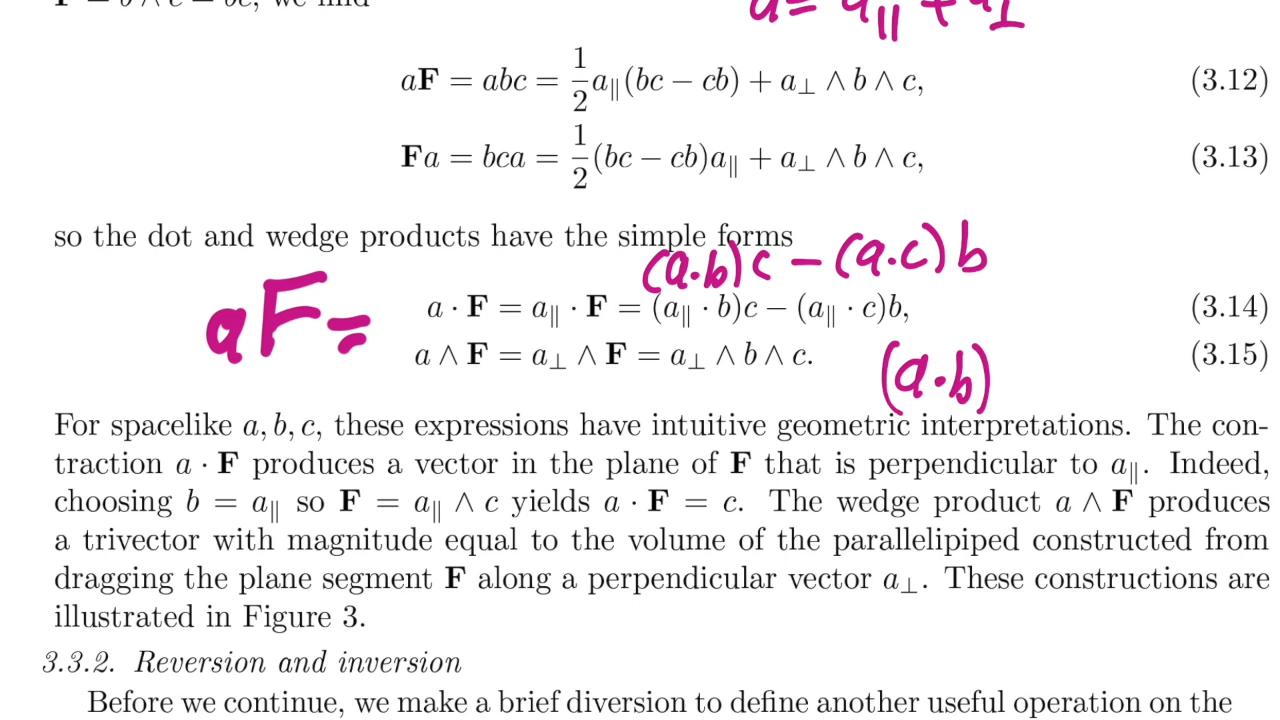 F = b ∧ c = bc, we find
a = a∥ + a⊥
aF = abc = 1/2 a∥(bc − cb) + a⊥ ∧ b ∧ c, (3.12)
Fa = bca = 1/2 (bc − cb)a∥ + a⊥ ∧ b ∧ c, (3.13)
so the dot and wedge products have the simple forms
(a·b)c − (a.c)b
aF =
a · F = a∥ · F = (a∥ · b)c − (a∥ · c)b, (3.14)
a ∧ F = a⊥ ∧ F = a⊥ ∧ b ∧ c. (3.15)
(a·b)
For spacelike a, b, c, these expressions have intuitive geometric interpretations. The con-
traction a · F produces a vector in the plane of F that is perpendicular to a∥. Indeed,
choosing b = a∥ so F = a∥ ∧ c yields a · F = c. The wedge product a ∧ F produces
a trivector with magnitude equal to the volume of the parallelipiped constructed from
dragging the plane segment F along a perpendicular vector a⊥. These constructions are
illustrated in Figure 3.
3.3.2. Reversion and inversion
Before we continue, we make a brief diversion to define another useful operation on the